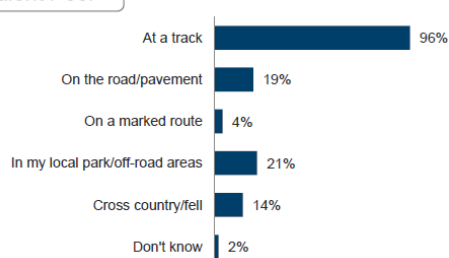 At a track 96%
On the road/pavement 19%
On a marked route 4%
In my local park/off-road areas 21%
Cross country/fell 14%
Don't know 2%